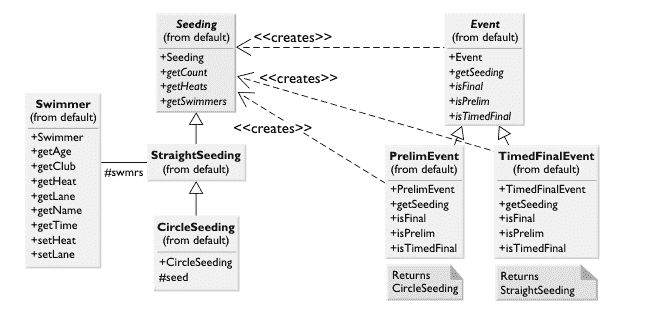 Seeding
(from default)
+Seeding
+getCount
+getHeats
+getSwimmers
<<creates>>
<<creates>>
<<creates>>
Event
(from default)
+Event
+getSeeding
+isFinal
+isPrelim
+isTimedFinal
Swimmer
(from default)
+Swimmer
+getAge
+getClub
+getHeat
+getLane
+getName
+getTime
+setHeat
+setLane
#swmrs
StraightSeeding
(from default)
CircleSeeding
(from default)
+CircleSeeding
#seed
PrelimEvent
(from default)
+PrelimEvent
+getSeeding
+isFinal
+isPrelim
+isTimedFinal
Returns
CircleSeeding
TimedFinalEvent
(from default)
+TimedFinalEvent
+getSeeding
+isFinal
+isPrelim
+isTimedFinal
Returns
StraightSeeding